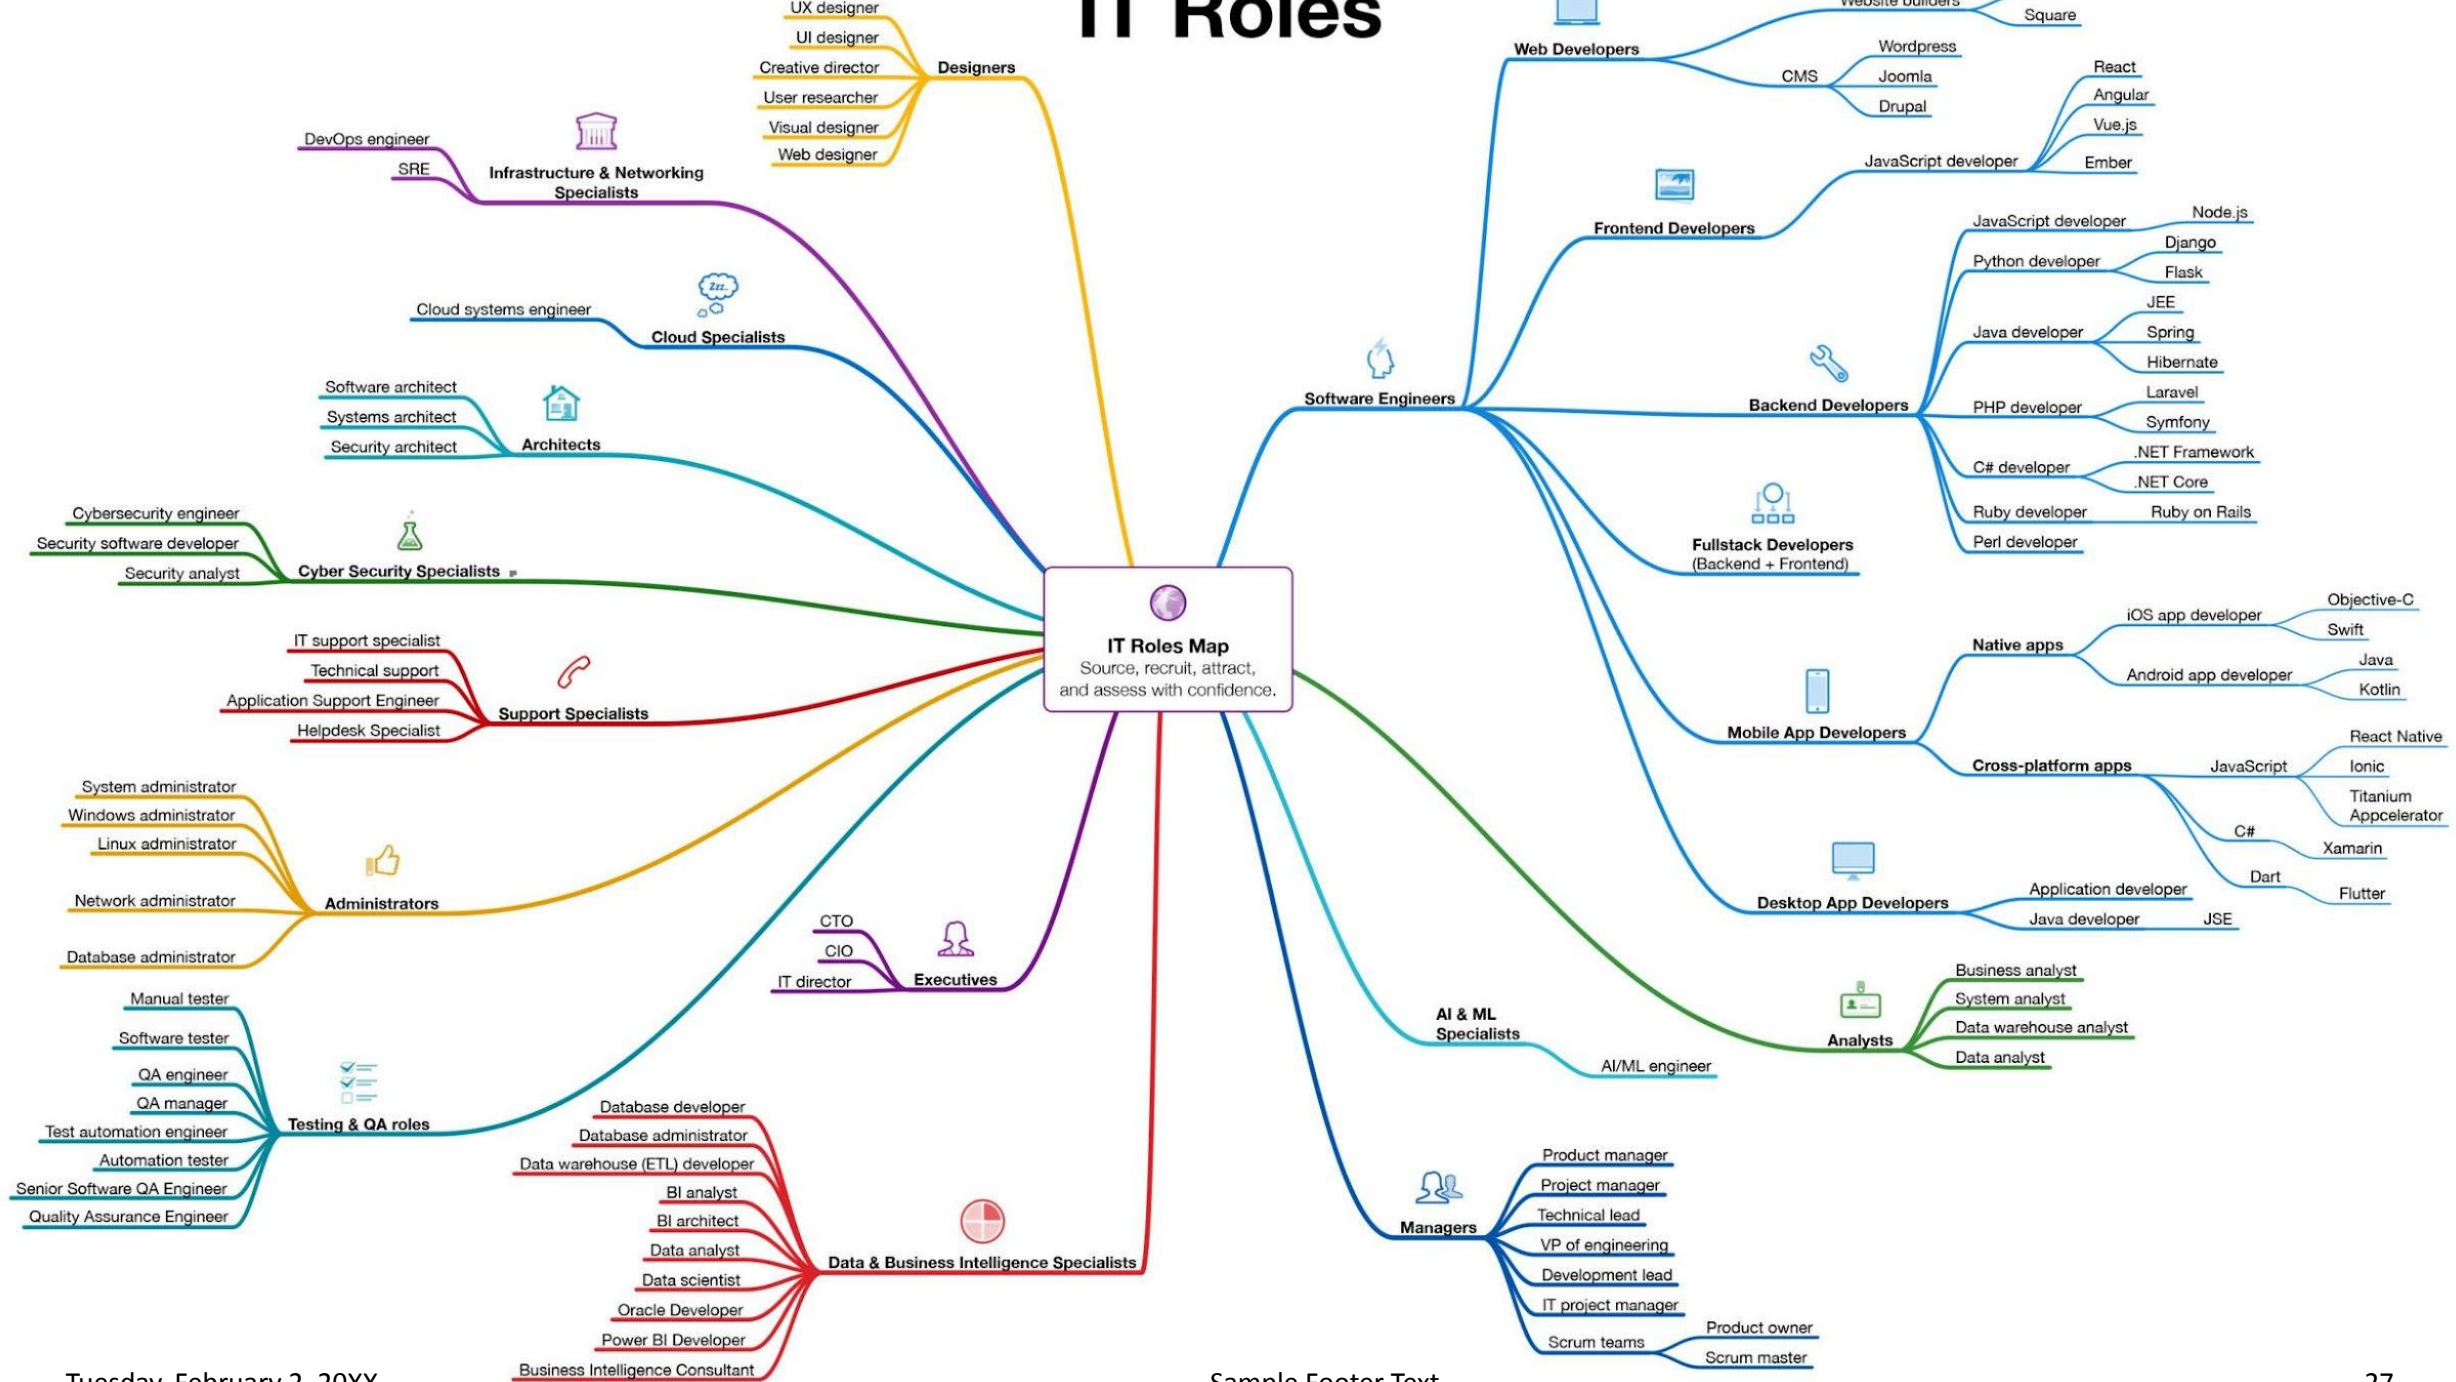 IT Roles
UX designer
UI designer
Creative director
User researcher
Visual designer
Web designer
Designers
DevOps engineer
SRE
Infrastructure & Networking
Specialists
Cloud systems engineer
Zzz..
Cloud Specialists
Software architect
Systems architect
Security architect
Architects
Cybersecurity engineer
Security software developer
Security analyst
Cyber Security Specialists
IT support specialist
Technical support
Application Support Engineer
Helpdesk Specialist
Support Specialists
System administrator
Windows administrator
Linux administrator
Network administrator
Database administrator
Administrators
Manual tester
Software tester
QA engineer
QA manager
Test automation engineer
Automation tester
Senior Software QA Engineer
Quality Assurance Engineer
Testing & QA roles
CTO
CIO
IT director
Executives
Database developer
Database administrator
Data warehouse (ETL) developer
BI analyst
BI architect
Data analyst
Data scientist
Oracle Developer
Power BI Developer
Business Intelligence Consultant
Data & Business Intelligence Specialists
IT Roles Map
Source, recruit, attract,
and assess with confidence.
Software Engineers
Web Developers
Website builders
Square
CMS
Wordpress
Joomla
Drupal
Frontend Developers
JavaScript developer
React
Angular
Vue.js
Ember
Backend Developers
JavaScript developer
Node.js
Python developer
Django
Flask
Java developer
JEE
Spring
Hibernate
PHP developer
Laravel
Symfony
C# developer
.NET Framework
.NET Core
Ruby developer
Ruby on Rails
Perl developer
Fullstack Developers
(Backend + Frontend)
Mobile App Developers
Native apps
iOS app developer
Objective-C
Swift
Android app developer
Java
Kotlin
Cross-platform apps
JavaScript
React Native
Ionic
Titanium
Appcelerator
C#
Xamarin
Dart
Flutter
Desktop App Developers
Application developer
Java developer
JSE
Analysts
Business analyst
System analyst
Data warehouse analyst
Data analyst
AI & ML
Specialists
AI/ML engineer
Managers
Product manager
Project manager
Technical lead
VP of engineering
Development lead
IT project manager
Scrum teams
Product owner
Scrum master
Tuesday, February 2, 20XX
Sample Footer Text
27